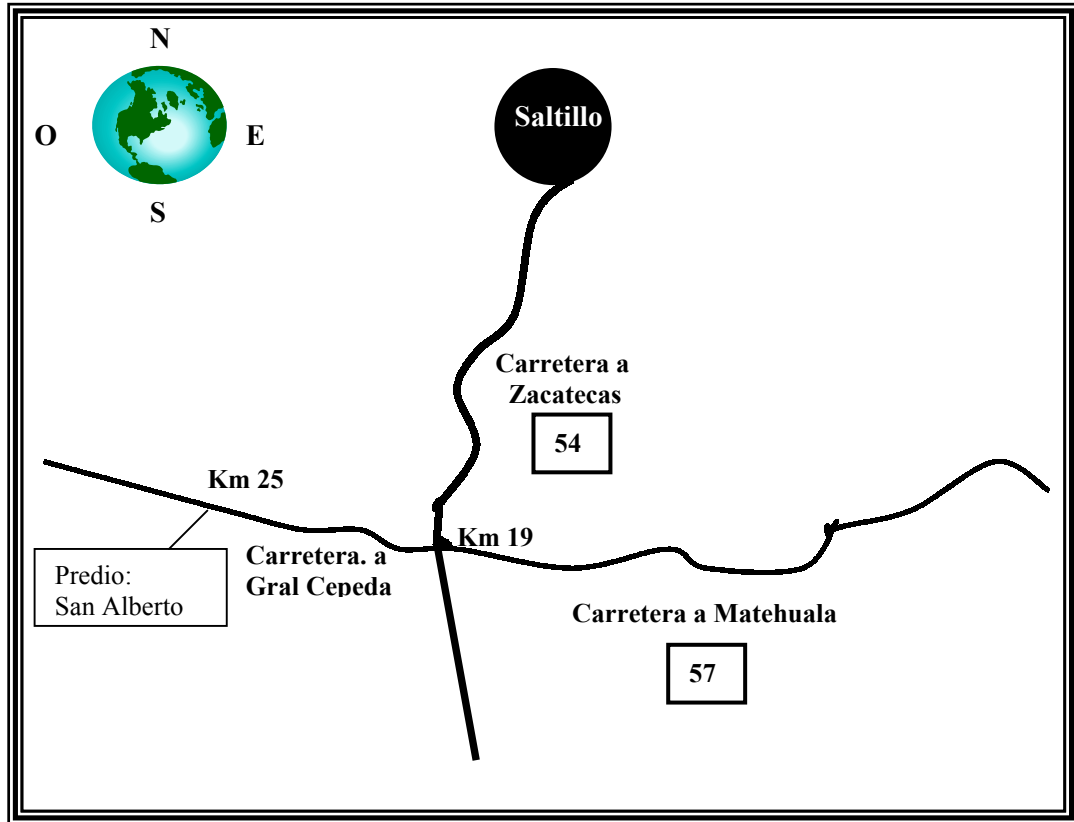 N
O
E
S
Saltillo
Carretera a
Zacatecas
54
Km 25
Km 19
Carretera. a
Gral Cepeda
Predio:
San Alberto
Carretera a Matehuala
57